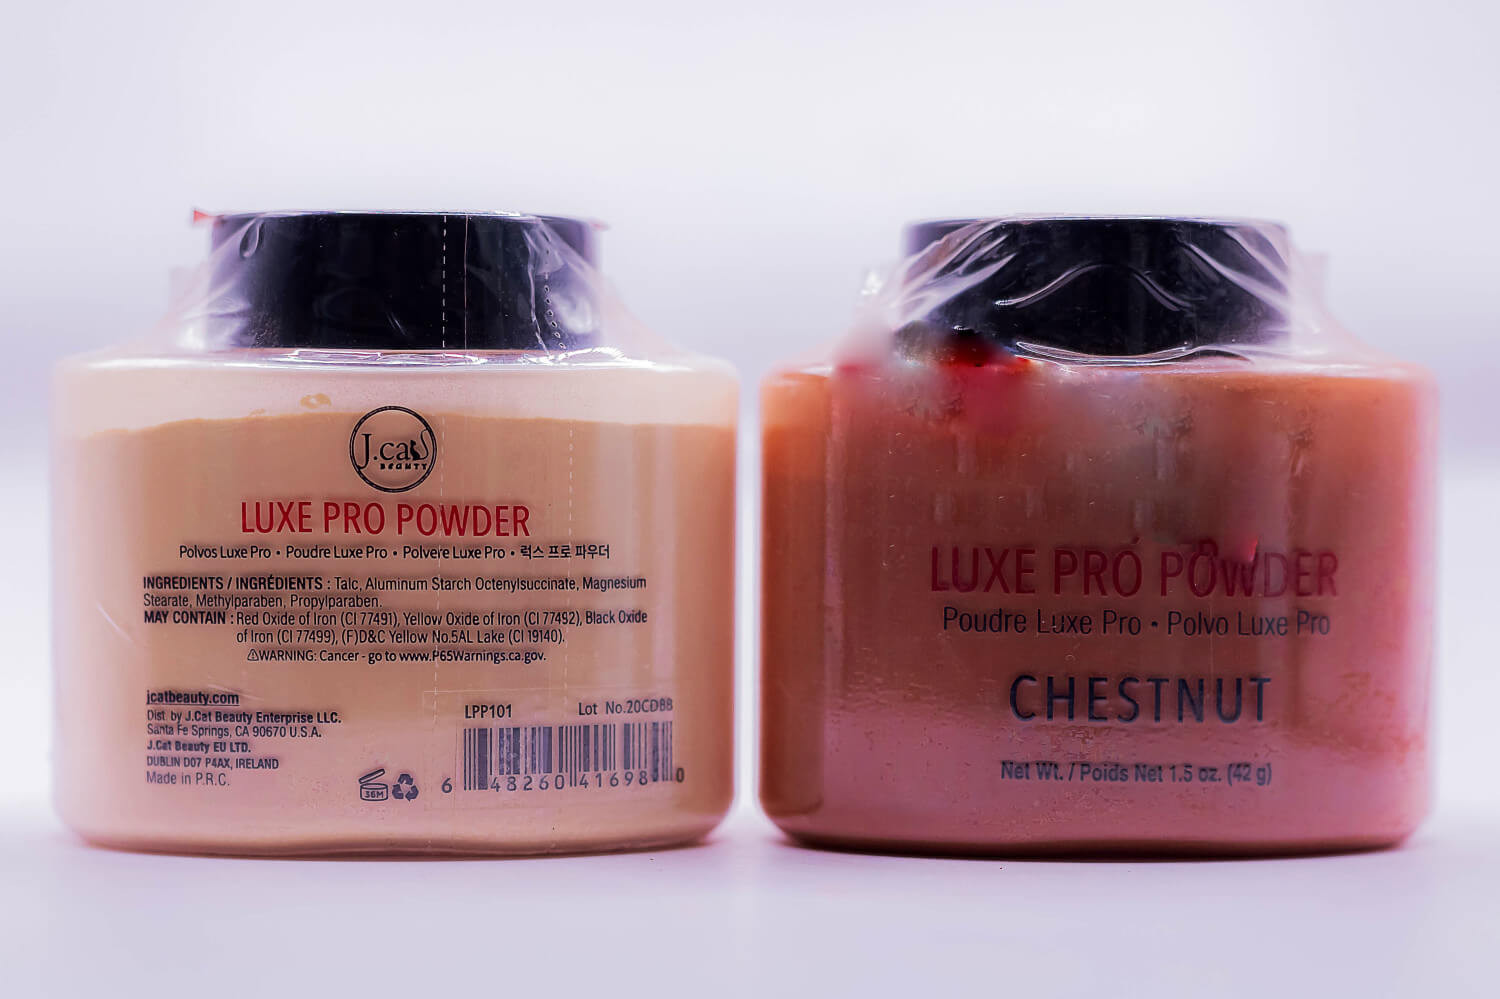 J.cat
BEAUTY
LUXE PRO POWDER
Polvos Luxe Pro • Poudre Luxe Pro • Polvere Luxe Pro • 럭스 프로 파우더
INGREDIENTS / INGRÉDIENTS : Talc, Aluminum Starch Octenylsuccinate, Magnesium
Stearate, Methylparaben, Propylparaben.
MAY CONTAIN : Red Oxide of Iron (CI 77491), Yellow Oxide of Iron (CI 77492), Black Oxide
of Iron (CI 77499), (F)D&C Yellow No.5AL Lake (CI 19140).
⚠WARNING: Cancer - go to www.P65Warnings.ca.gov.
jcatbeauty.com
Dist. by J.Cat Beauty Enterprise LLC.
Santa Fe Springs, CA 90670 U.S.A.
J.Cat Beauty EU LTD.
DUBLIN D07 P4AX, IRELAND
Made in P.R.C.
36M
LPP101 Lot No.20CDBB
6 48260 41698 0
LUXE PRO POWDER
Poudre Luxe Pro • Polvo Luxe Pro
CHESTNUT
Net Wt. / Poids Net 1.5 oz. (42 g)